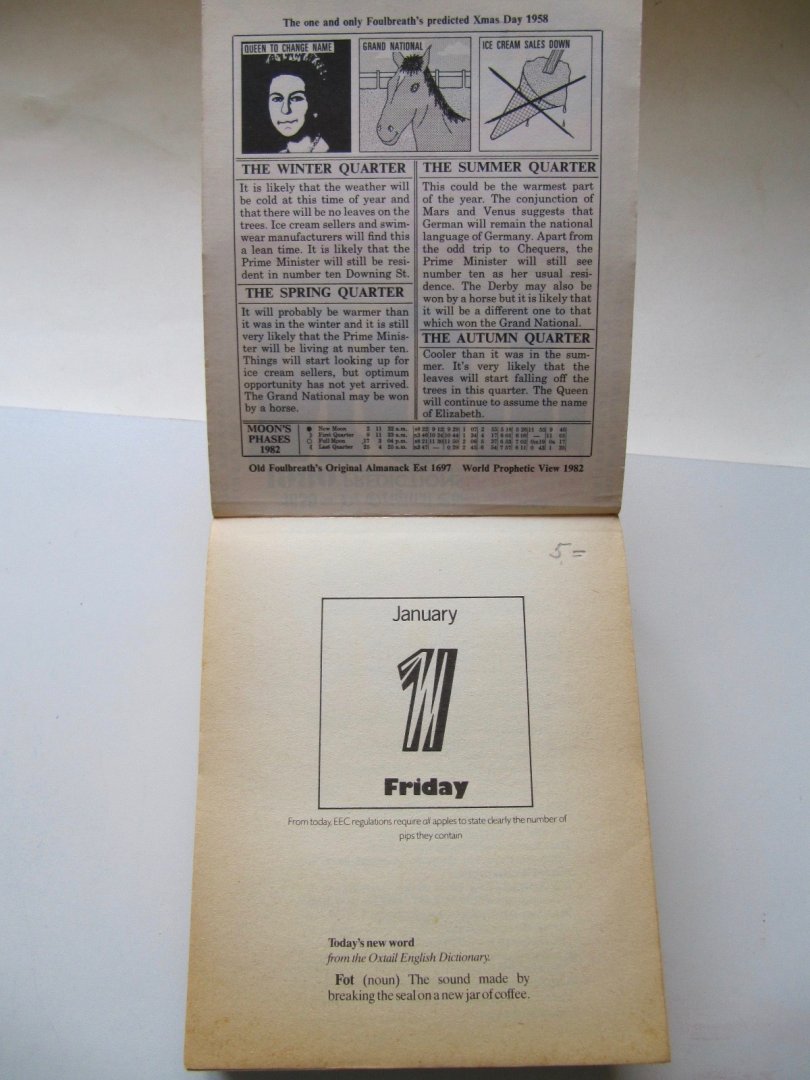 The one and only Foulbreath's predicted Xmas Day 1958
QUEEN TO CHANGE NAME
GRAND NATIONAL
ICE CREAM SALES DOWN
THE WINTER QUARTER
It is likely that the weather will
be cold at this time of year and
that there will be no leaves on the
trees. Ice cream sellers and swim-
wear manufacturers will find this
a lean time. It is likely that the
Prime Minister will still be resi-
dent in number ten Downing St.
THE SPRING QUARTER
It will probably be warmer than
it was in the winter and it is still
very likely that the Prime Minis-
ter will be living at number ten.
Things will start looking up for
ice cream sellers, but optimum
opportunity has not yet arrived.
The Grand National may be won
by a horse.
THE SUMMER QUARTER
This could be the warmest part
of the year. The conjunction of
Mars and Venus suggests that
German will remain the national
language of Germany. Apart from
the odd trip to Chequers, the
Prime Minister will still see
number ten as her usual resi-
dence. The Derby may also be
won by a horse but it is likely that
it will be a different one to that
which won the Grand National.
THE AUTUMN QUARTER
Cooler than it was in the sum-
mer. It's very likely that the
leaves will start falling off the
trees in this quarter. The Queen
will continue to assume the name
of Elizabeth.
MOON'S
PHASES
1982
New Moon
First Quarter
Full Moon
Last Quarter
Old Foulbreath's Original Almanack Est 1697 World Prophetic View 1982
5=
January
1
Friday
From today, EEC regulations require all apples to state clearly the number of
pips they contain
Today's new word
from the Oxtail English Dictionary.
Fot (noun) The sound made by
breaking the seal on a new jar of coffee.